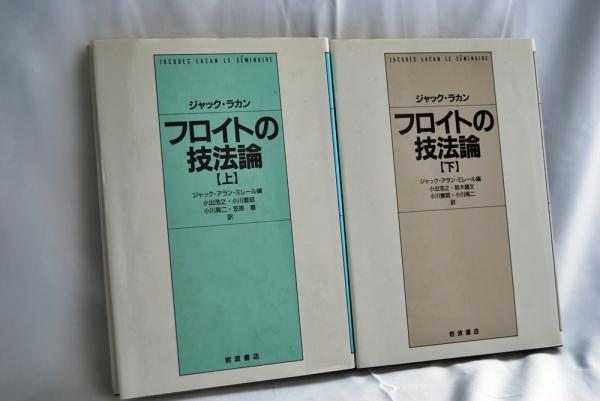 JACQUES LACAN LE SÉMINAIRE
ジャック・ラカン
フロイトの
技法論
[上]
ジャック・アラン・ミレール編
小出浩之・小川豊昭
小川周二・笠原 嘉
訳
岩波書店
JACQUES LACAN LE SÉMINAIRE
ジャック・ラカン
フロイトの
技法論
[下]
ジャック・アラン・ミレール編
小出浩之・鈴木國文
小川豊昭・小川周二
訳
岩波書店